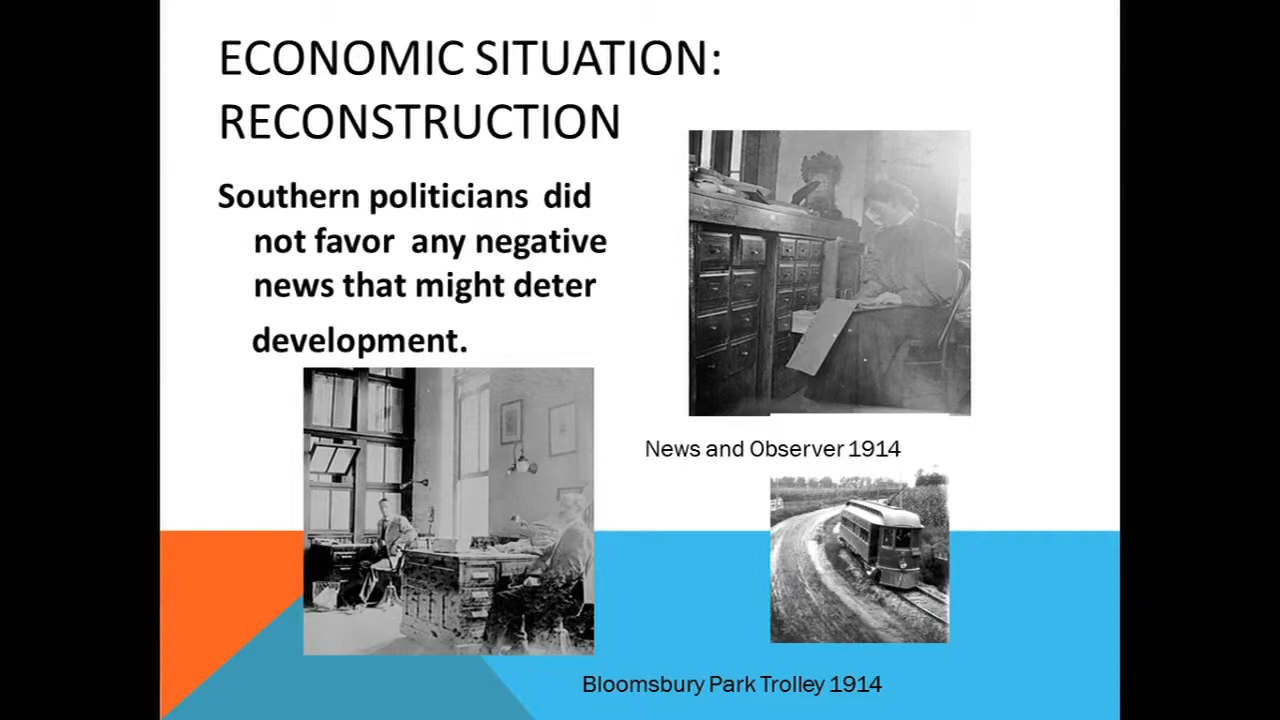 ECONOMIC SITUATION:
RECONSTRUCTION
Southern politicians did
not favor any negative
news that might deter
development.
News and Observer 1914
Bloomsbury Park Trolley 1914